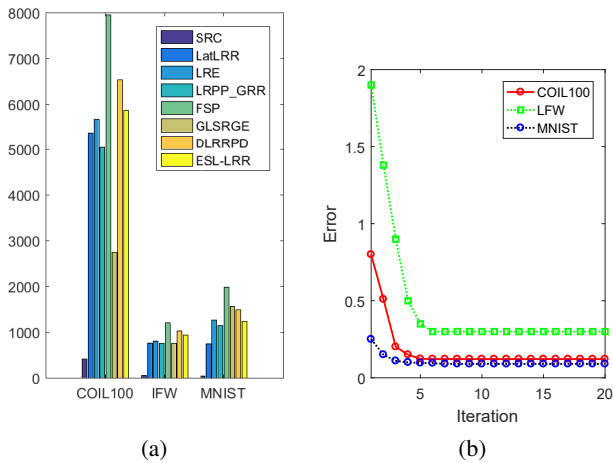 8000
7000
6000
5000
4000
3000
2000
1000
0
SRC
LatLRR
LRE
LRPP_GRR
FSP
GLSRGE
DLRRPD
ESL-LRR
COIL100 IFW MNIST
(a)
2
1.5
1
0.5
0
Error
COIL100
LFW
MNIST
5 10 15 20
Iteration
(b)